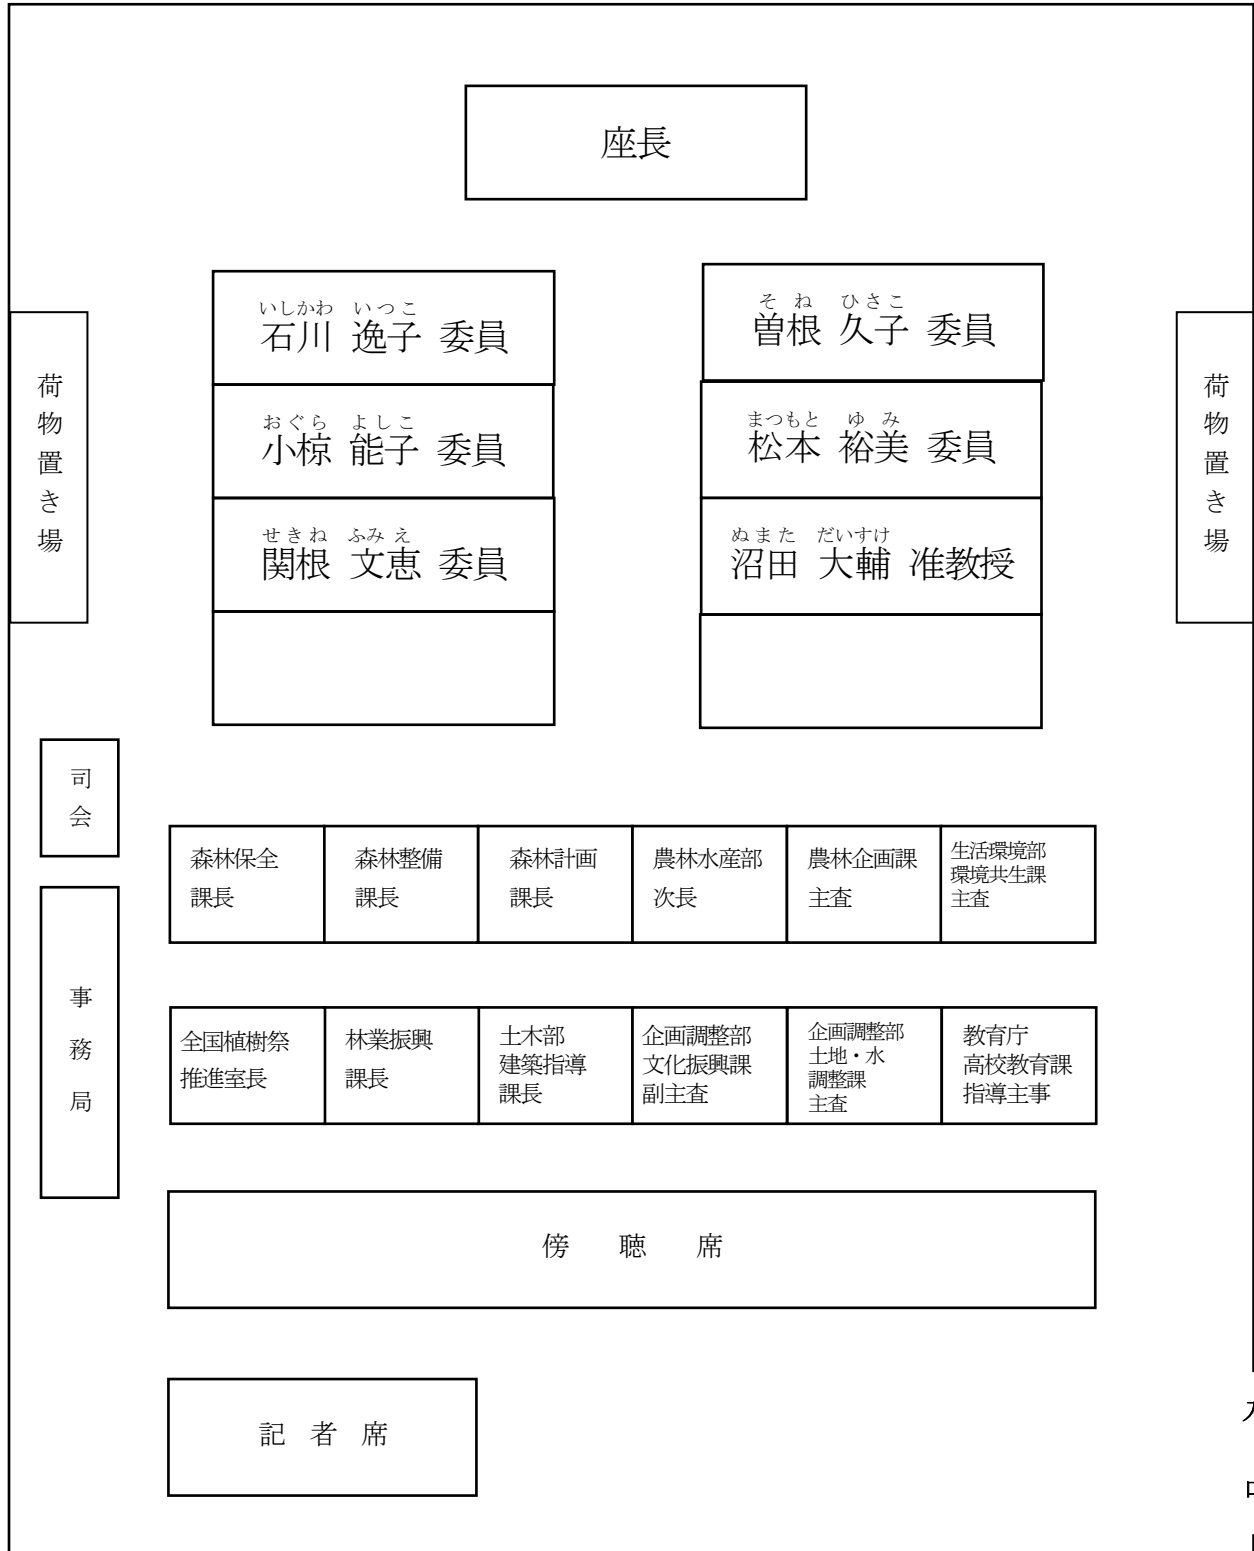 座長
いしかわ いつこ
石川 逸子 委員
おぐら よしこ
小椋 能子 委員
せきね ふみえ
関根 文恵 委員
そね ひさこ
曽根 久子 委員
まつもと ゆみ
松本 裕美 委員
ぬまた だいすけ
沼田 大輔 准教授
荷物置き場
荷物置き場
司会
事務局
森林保全
課長
森林整備
課長
森林計画
課長
農林水産部
次長
農林企画課
主査
生活環境部
環境共生課
主査
全国植樹祭
推進室長
林業振興
課長
土木部
建築指導
課長
企画調整部
文化振興課
副主査
企画調整部
土地・水
調整課
主査
教育庁
高校教育課
指導主事
傍 聴 席
記 者 席